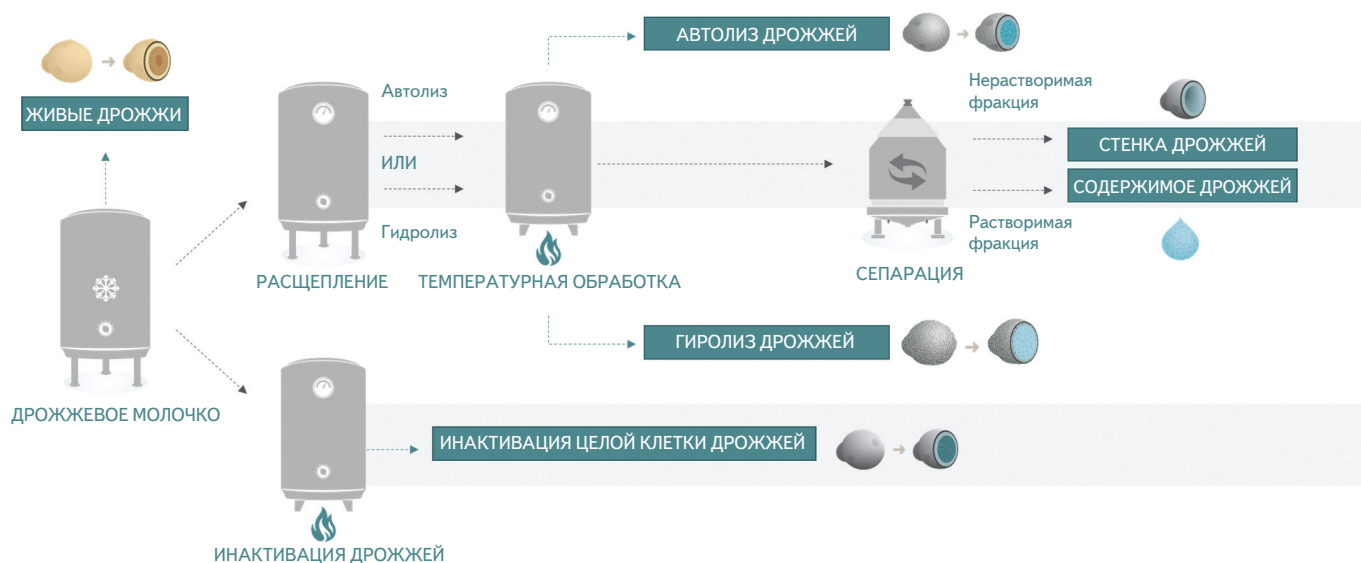 АВТОЛИЗ ДРОЖЖЕЙ
ЖИВЫЕ ДРОЖЖИ
Автолиз
ИЛИ
Гидролиз
Нерастворимая
фракция
СТЕНКА ДРОЖЖЕЙ
СОДЕРЖИМОЕ ДРОЖЖЕЙ
Растворимая
фракция
РАСЩЕПЛЕНИЕ
ТЕМПЕРАТУРНАЯ ОБРАБОТКА
СЕПАРАЦИЯ
ГИРОЛИЗ ДРОЖЖЕЙ
ДРОЖЖЕВОЕ МОЛОЧКО
ИНАКТИВАЦИЯ ЦЕЛОЙ КЛЕТКИ ДРОЖЖЕЙ
ИНАКТИВАЦИЯ ДРОЖЖЕЙ